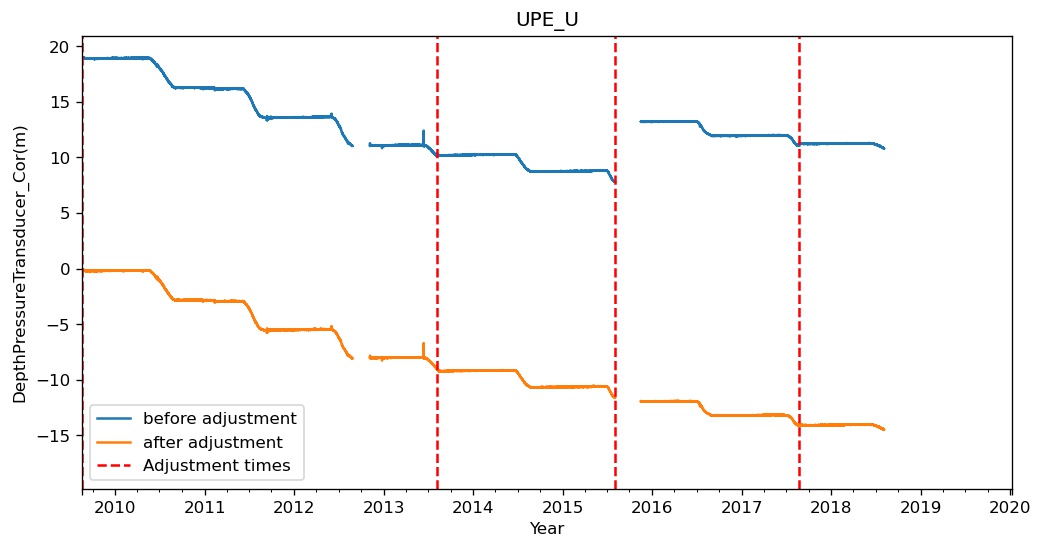 UPE_U
DepthPressureTransducer_Cor(m)
20
15
10
5
0
−5
−10
−15
before adjustment
after adjustment
Adjustment times
2010 2011 2012 2013 2014 2015 2016 2017 2018 2019 2020
Year